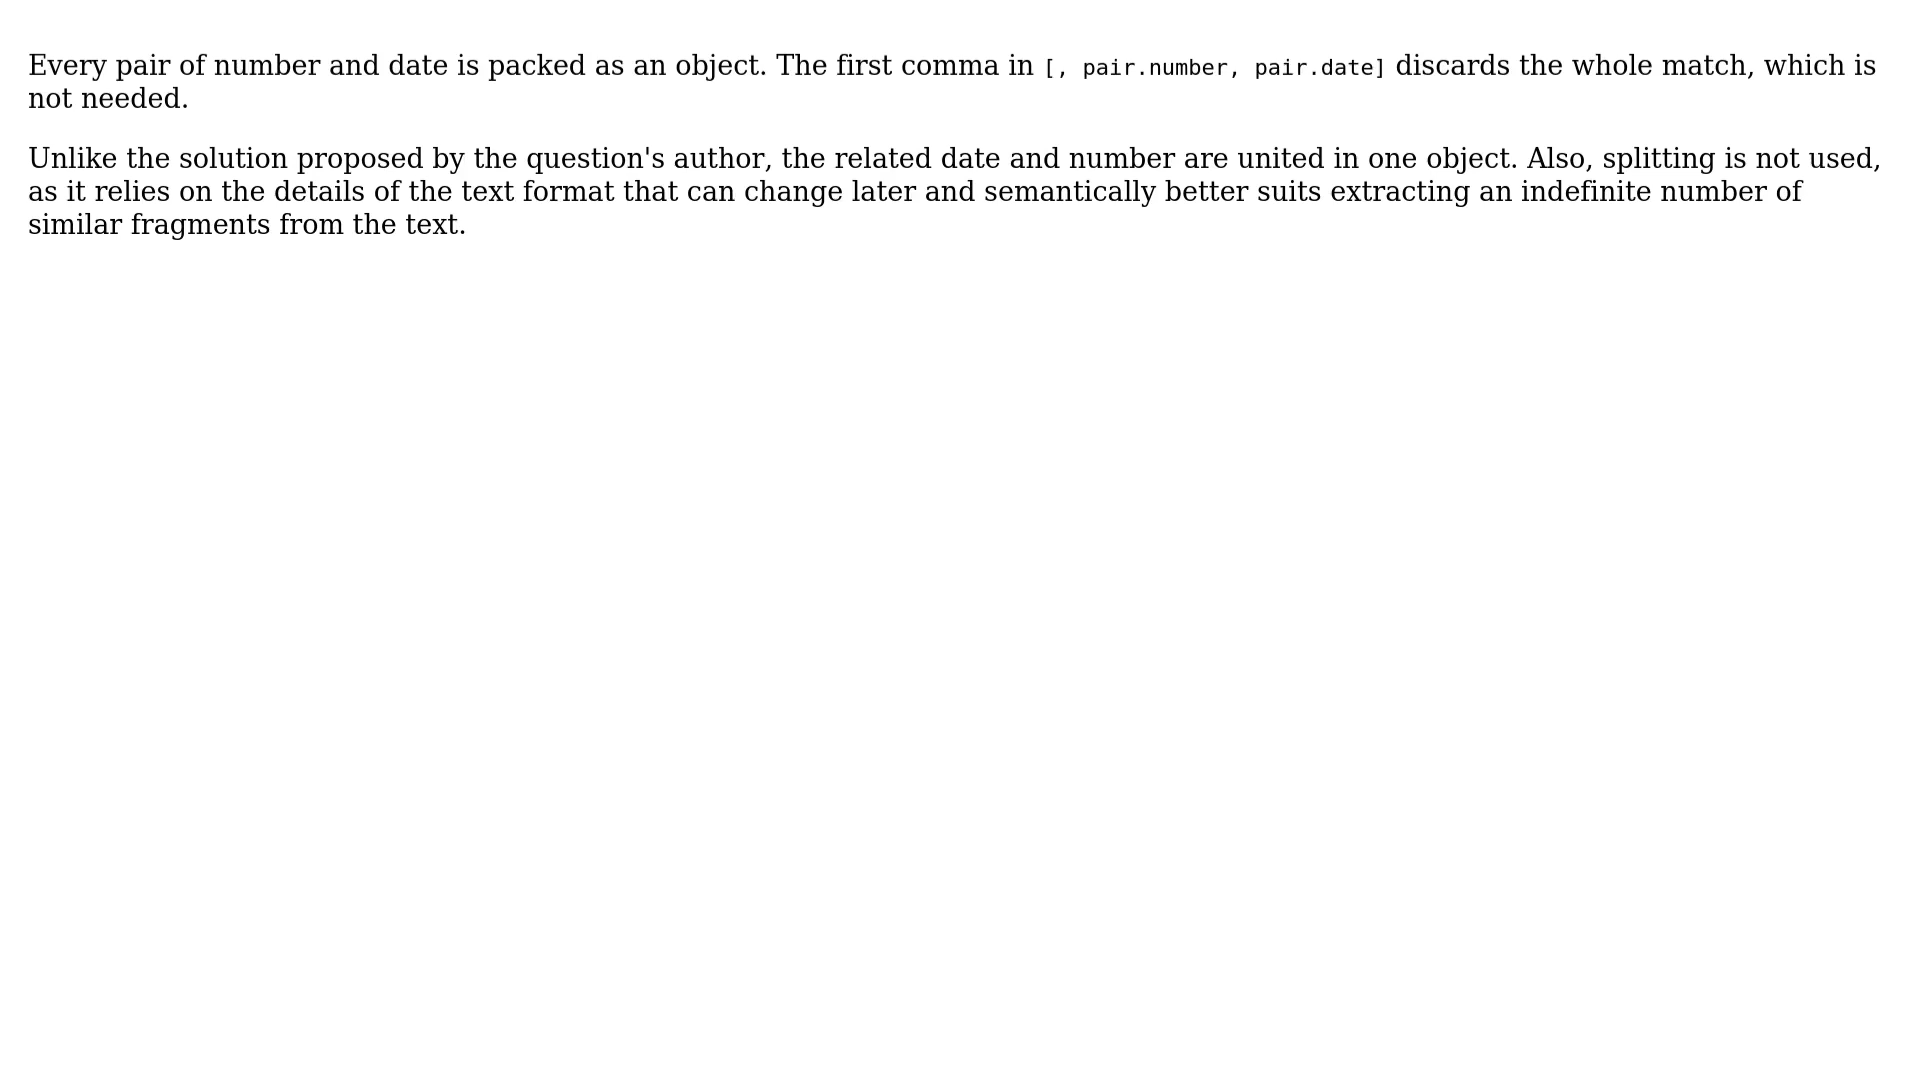 Every pair of number and date is packed as an object. The first comma in [, pair.number, pair.date] discards the whole match, which is
not needed.
Unlike the solution proposed by the question's author, the related date and number are united in one object. Also, splitting is not used,
as it relies on the details of the text format that can change later and semantically better suits extracting an indefinite number of
similar fragments from the text.